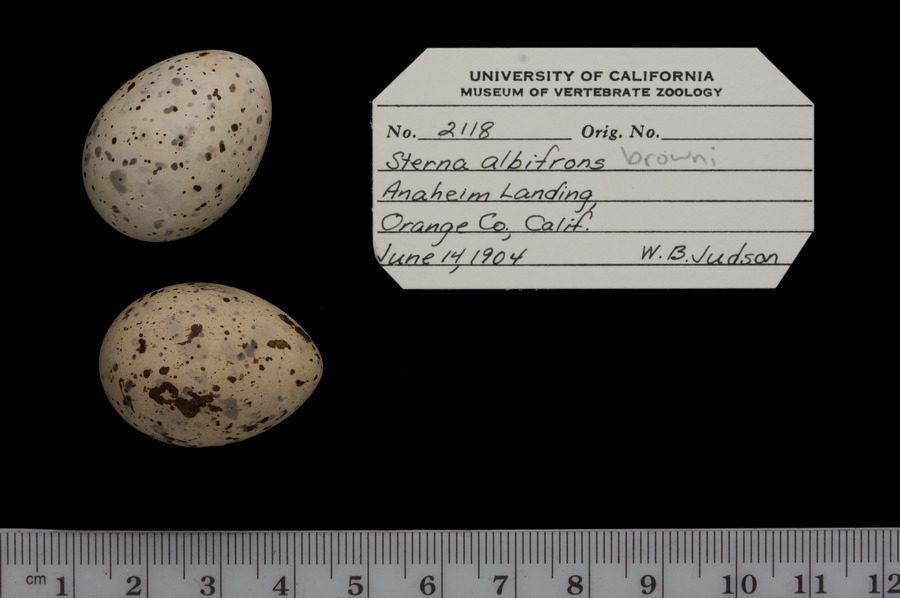 UNIVERSITY OF CALIFORNIA
MUSEUM OF VERTEBRATE ZOOLOGY
No. 2118 Orig. No.
Sterna albifrons browni
Anaheim Landing,
Orange Co., Calif.
June 14, 1904 W. B. Judson
cm 1 2 3 4 5 6 7 8 9 10 11 12